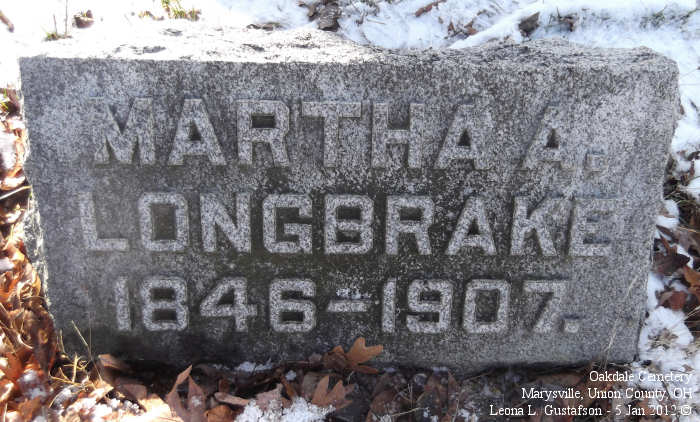 MARTHA A.
LONGBRAKE
1846-1907.
Oakdale Cemetery
Marysville, Union County, OH
Leona L. Gustafson - 5 Jan 2012 ©